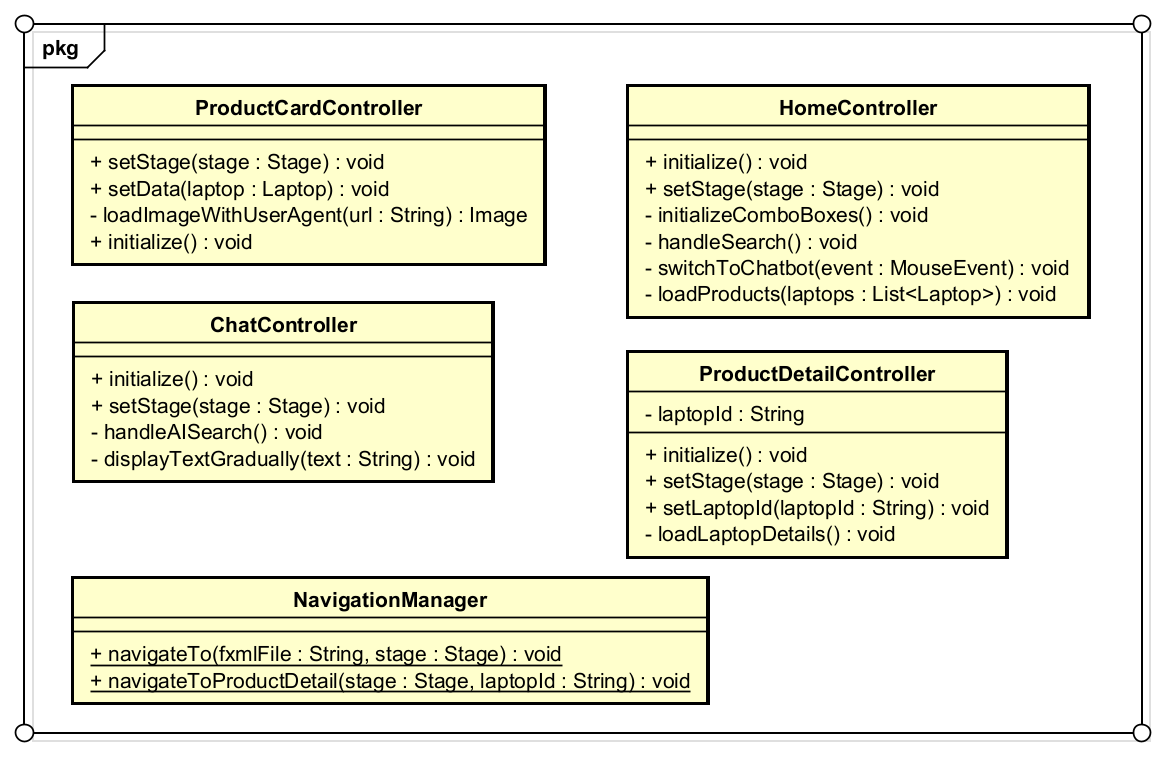 pkg
ProductCardController
+ setStage(stage : Stage) : void
+ setData(laptop : Laptop) : void
- loadImageWithUserAgent(url : String) : Image
+ initialize() : void
HomeController
+ initialize() : void
+ setStage(stage : Stage) : void
- initializeComboBoxes() : void
- handleSearch() : void
- switchToChatbot(event : MouseEvent) : void
- loadProducts(laptops : List<Laptop>) : void
ChatController
+ initialize() : void
+ setStage(stage : Stage) : void
- handleAISearch() : void
- displayTextGradually(text : String) : void
ProductDetailController
- laptopId : String
+ initialize() : void
+ setStage(stage : Stage) : void
+ setLaptopId(laptopId : String) : void
- loadLaptopDetails() : void
NavigationManager
+ navigateTo(fxmlFile : String, stage : Stage) : void
+ navigateToProductDetail(stage : Stage, laptopId : String) : void